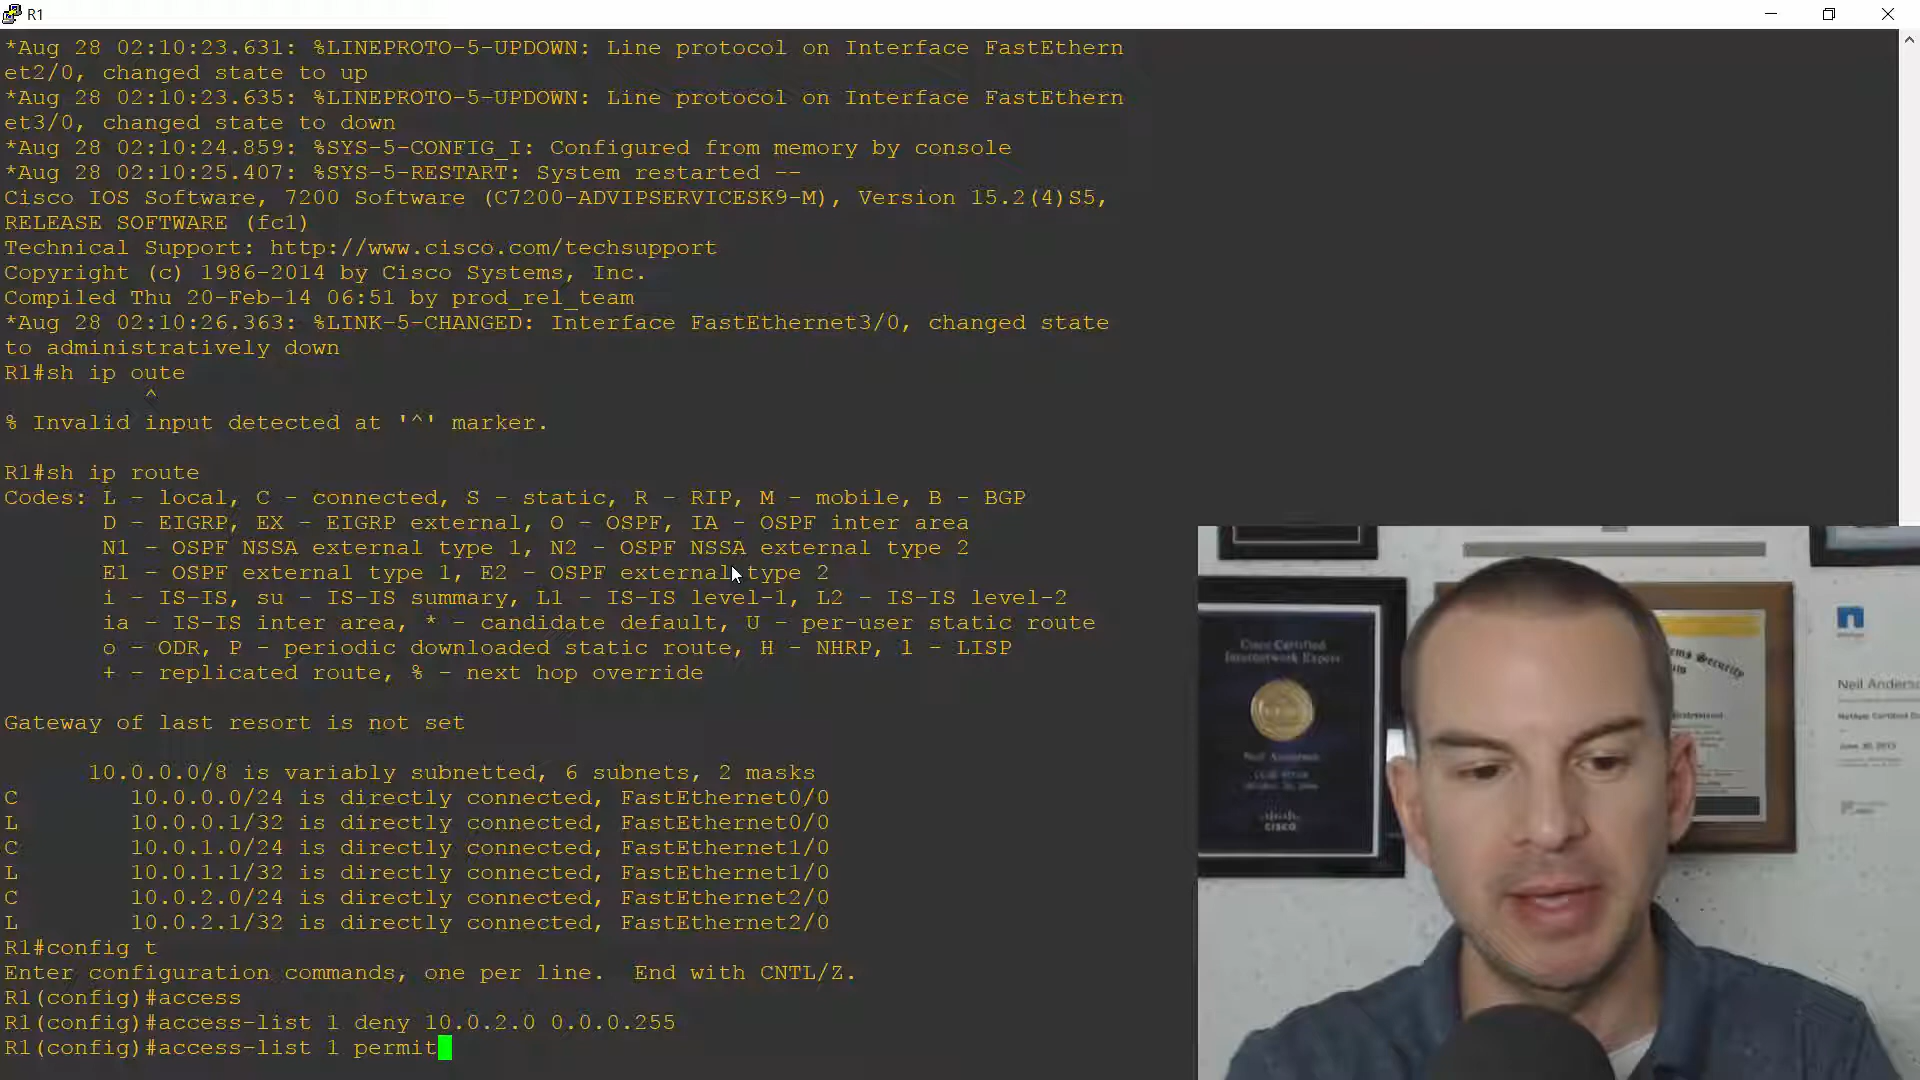 R1
*Aug 28 02:10:23.631: %LINEPROTO-5-UPDOWN: Line protocol on Interface FastEthern
et2/0, changed state to up
*Aug 28 02:10:23.635: %LINEPROTO-5-UPDOWN: Line protocol on Interface FastEthern
et3/0, changed state to down
*Aug 28 02:10:24.859: %SYS-5-CONFIG_I: Configured from memory by console
*Aug 28 02:10:25.407: %SYS-5-RESTART: System restarted --
Cisco IOS Software, 7200 Software (C7200-ADVIPSERVICESK9-M), Version 15.2(4)S5,
RELEASE SOFTWARE (fc1)
Technical Support: http://www.cisco.com/techsupport
Copyright (c) 1986-2014 by Cisco Systems, Inc.
Compiled Thu 20-Feb-14 06:51 by prod_rel_team
*Aug 28 02:10:26.363: %LINK-5-CHANGED: Interface FastEthernet3/0, changed state
to administratively down
R1#sh ip oute
^
% Invalid input detected at '^' marker.
R1#sh ip route
Codes: L - local, C - connected, S - static, R - RIP, M - mobile, B - BGP
D - EIGRP, EX - EIGRP external, O - OSPF, IA - OSPF inter area
N1 - OSPF NSSA external type 1, N2 - OSPF NSSA external type 2
E1 - OSPF external type 1, E2 - OSPF external type 2
i - IS-IS, su - IS-IS summary, L1 - IS-IS level-1, L2 - IS-IS level-2
ia - IS-IS inter area, * - candidate default, U - per-user static route
o - ODR, P - periodic downloaded static route, H - NHRP, l - LISP
+ - replicated route, % - next hop override
Gateway of last resort is not set
10.0.0.0/8 is variably subnetted, 6 subnets, 2 masks
C 10.0.0.0/24 is directly connected, FastEthernet0/0
L 10.0.0.1/32 is directly connected, FastEthernet0/0
C 10.0.1.0/24 is directly connected, FastEthernet1/0
L 10.0.1.1/32 is directly connected, FastEthernet1/0
C 10.0.2.0/24 is directly connected, FastEthernet2/0
L 10.0.2.1/32 is directly connected, FastEthernet2/0
R1#config t
Enter configuration commands, one per line. End with CNTL/Z.
R1(config)#access
R1(config)#access-list 1 deny 10.0.2.0 0.0.0.255
R1(config)#access-list 1 permit
Cisco Certified
Internetwork Expert
Neil Anderson
CISCO
Security
Neil Anderso